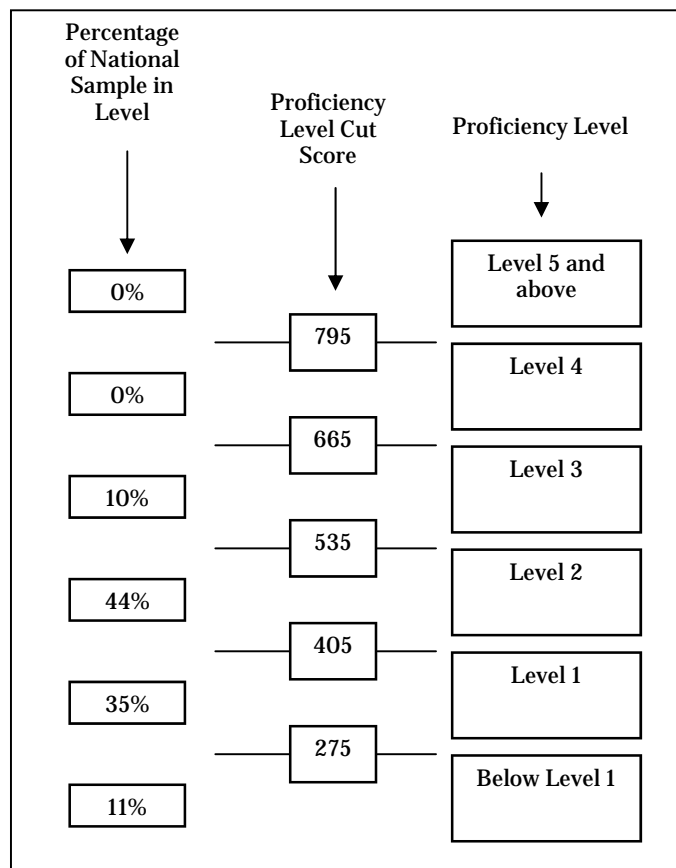 Percentage
of National
Sample in
Level
Proficiency
Level Cut
Score
Proficiency Level
0%
Level 5 and
above
795
0%
Level 4
665
10%
Level 3
535
44%
Level 2
405
35%
Level 1
275
11%
Below Level 1